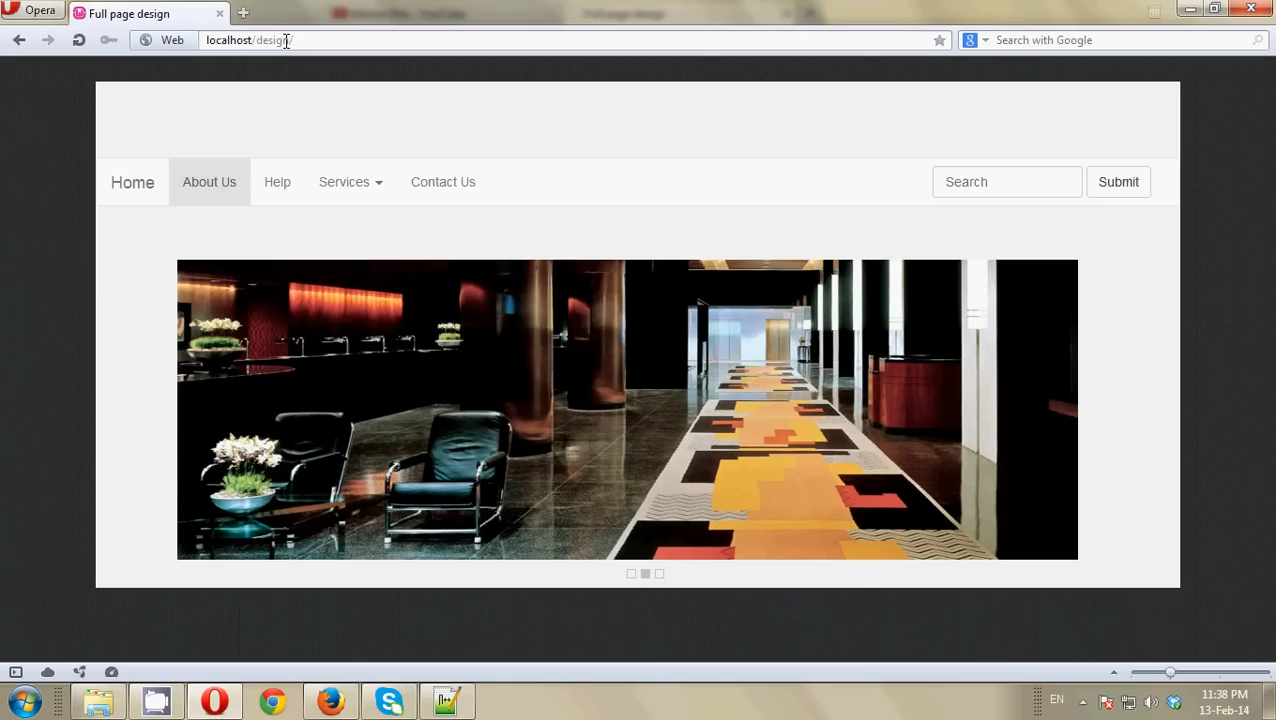 Opera
Full page design
Web
localhost/design/
Search with Google
Home
About Us
Help
Services
Contact Us
Search
Submit
EN
11:38 PM
13-Feb-14